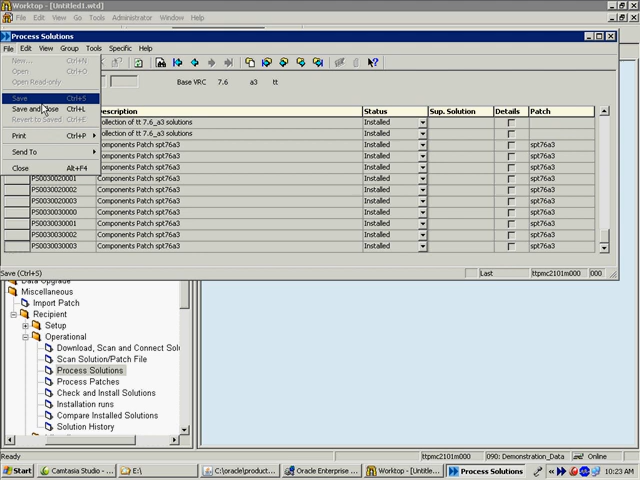 Worktop - [Untitled1.wtd]
File Edit View Tools Administrator Window Help
Process Solutions
File Edit View Group Tools Specific Help
New... Ctrl+N
Open Ctrl+O
Open Read-only
Save Ctrl+S
Save and Close Ctrl+L
Revert to Saved Ctrl+E
Print Ctrl+P
Send To
Close Alt+F4
Base VRC 7.6 a3 tt
Description Status Sup. Solution Details Patch
Collection of tt 7.6_a3 solutions Installed
Collection of tt 7.6_a3 solutions Installed
Components Patch spt76a3 Installed spt76a3
Components Patch spt76a3 Installed spt76a3
Components Patch spt76a3 Installed spt76a3
PS0030020001 Components Patch spt76a3 Installed spt76a3
PS0030020002 Components Patch spt76a3 Installed spt76a3
PS0030020003 Components Patch spt76a3 Installed spt76a3
PS0030030000 Components Patch spt76a3 Installed spt76a3
PS0030030001 Components Patch spt76a3 Installed spt76a3
PS0030030002 Components Patch spt76a3 Installed spt76a3
PS0030030003 Components Patch spt76a3 Installed spt76a3
Save (Ctrl+S) Last ttpmc2101m000 000
Data Upgrade
Miscellaneous
Import Patch
Recipient
Setup
Operational
Download, Scan and Connect Solu
Scan Solution/Patch File
Process Solutions
Process Patches
Check and Install Solutions
Installation runs
Compare Installed Solutions
Solution History
Ready ttpmc2101m000 090: Demonstration_Data Online
Start Camtasia Studio - ... E:\ C:\oracle\product... Oracle Enterprise ... Worktop - [Untitle... Process Solutions 10:23 AM